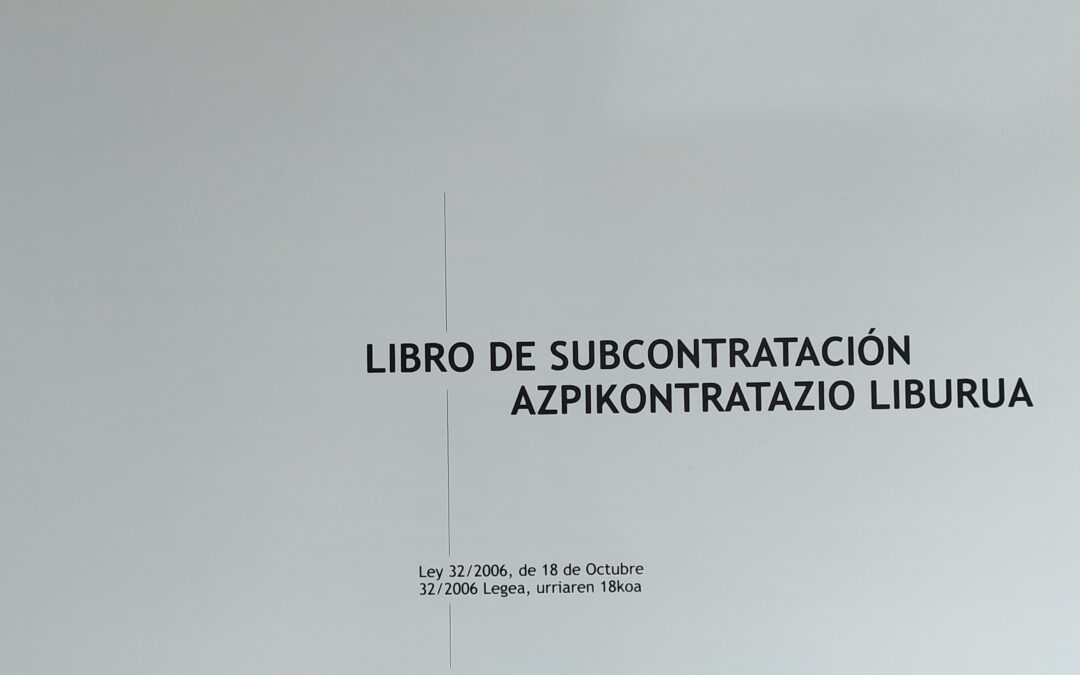 LIBRO DE SUBCONTRATACIÓN
AZPIKONTRATAZIO LIBURUA
Ley 32/2006, de 18 de Octubre
32/2006 Legea, urriaren 18koa